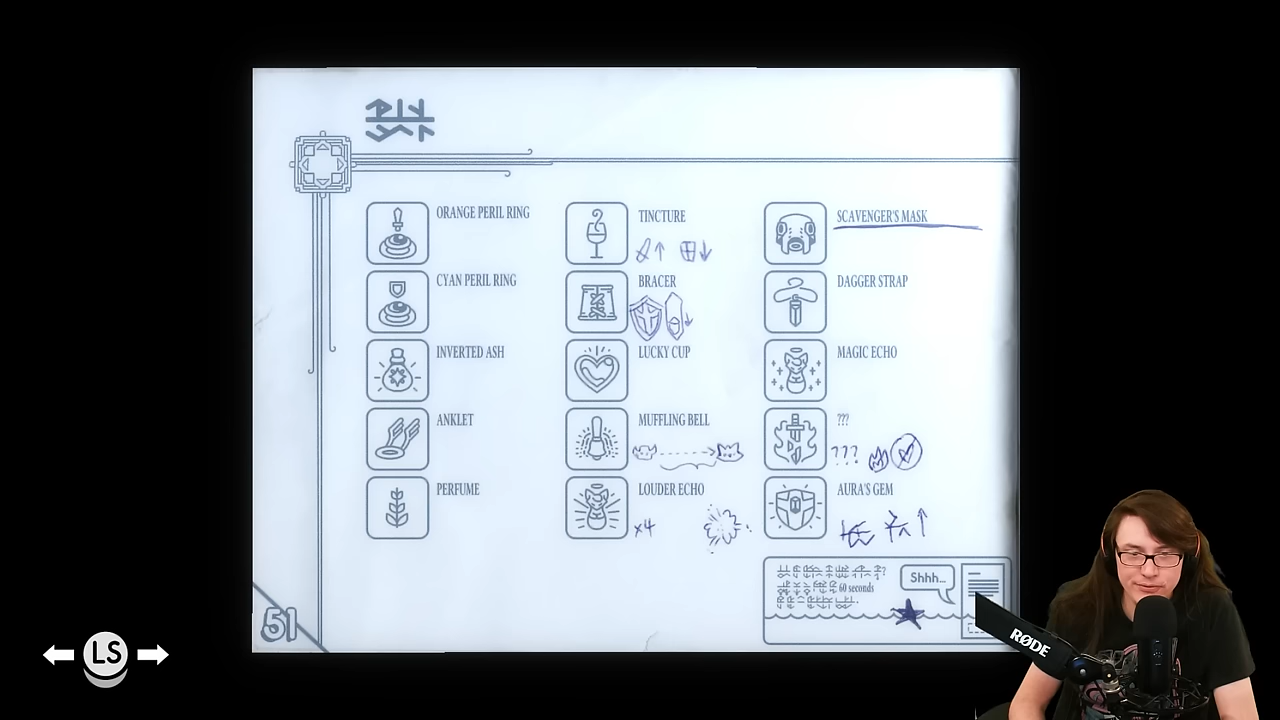 ORANGE PERIL RING
CYAN PERIL RING
INVERTED ASH
ANKLET
PERFUME
TINCTURE
BRACER
LUCKY CUP
MUFFLING BELL
LOUDER ECHO
x4
SCAVENGER'S MASK
DAGGER STRAP
MAGIC ECHO
???
???
AURA'S GEM
?
60 seconds
Shhh...
51
LS
RØDE